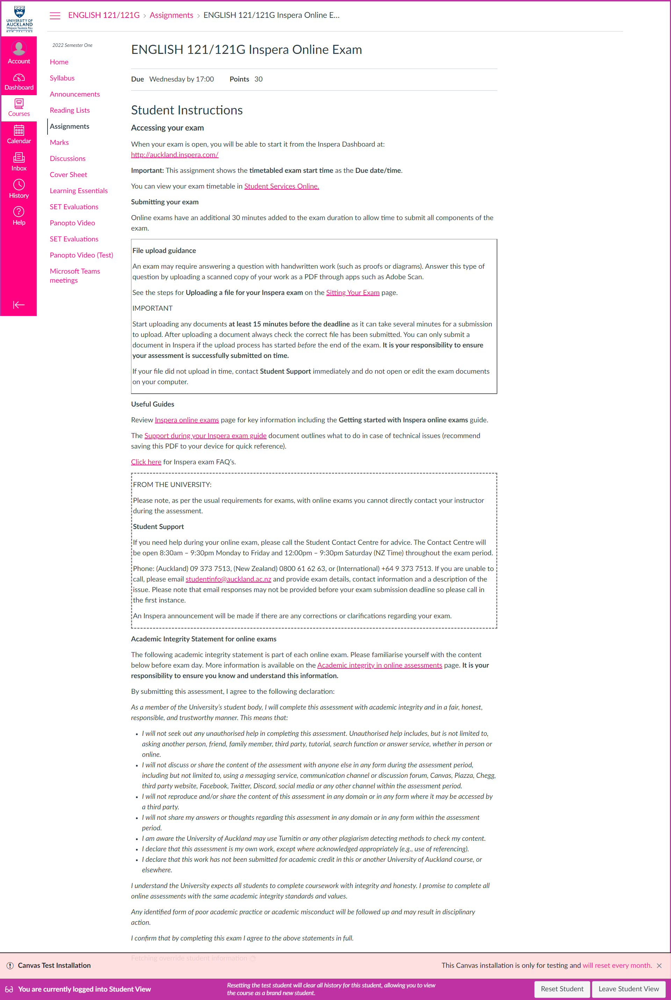 UNIVERSITY OF
AUCKLAND
Waipapa Taumata Rau
NEW ZEALAND
Account
Dashboard
Courses
Calendar
Inbox
History
Help
ENGLISH 121/121G › Assignments › ENGLISH 121/121G Inspera Online E...
2022 Semester One
Home
Syllabus
Announcements
Reading Lists
Assignments
Marks
Discussions
Cover Sheet
Learning Essentials
SET Evaluations
Panopto Video
SET Evaluations
Panopto Video (Test)
Microsoft Teams
meetings
ENGLISH 121/121G Inspera Online Exam
Due Wednesday by 17:00 Points 30
Student Instructions
Accessing your exam
When your exam is open, you will be able to start it from the Inspera Dashboard at:
http://auckland.inspera.com/
Important: This assignment shows the timetabled exam start time as the Due date/time.
You can view your exam timetable in Student Services Online.
Submitting your exam
Online exams have an additional 30 minutes added to the exam duration to allow time to submit all components of the
exam.
File upload guidance
An exam may require answering a question with handwritten work (such as proofs or diagrams). Answer this type of
question by uploading a scanned copy of your work as a PDF through apps such as Adobe Scan.
See the steps for Uploading a file for your Inspera exam on the Sitting Your Exam page.
IMPORTANT
Start uploading any documents at least 15 minutes before the deadline as it can take several minutes for a submission
to upload. After uploading a document always check the correct file has been submitted. You can only submit a
document in Inspera if the upload process has started before the end of the exam. It is your responsibility to ensure
your assessment is successfully submitted on time.
If your file did not upload in time, contact Student Support immediately and do not open or edit the exam documents
on your computer.
Useful Guides
Review Inspera online exams page for key information including the Getting started with Inspera online exams guide.
The Support during your Inspera exam guide document outlines what to do in case of technical issues (recommend
saving this PDF to your device for quick reference).
Click here for Inspera exam FAQ's.
FROM THE UNIVERSITY:
Please note, as per the usual requirements for exams, with online exams you cannot directly contact your instructor
during the assessment.
Student Support
If you need help during your online exam, please call the Student Contact Centre for advice. The Contact Centre will
be open 8:30am – 9:30pm Monday to Friday and 12:00pm – 9:30pm Saturday (NZ Time) throughout the exam period.
Phone: (Auckland) 09 373 7513, (New Zealand) 0800 61 62 63, or (International) +64 9 373 7513. If you are unable to
call, please email studentinfo@auckland.ac.nz and provide exam details, contact information and a description of the
issue. Please note that email responses may not be provided before your exam submission deadline so please call in
the first instance.
An Inspera announcement will be made if there are any corrections or clarifications regarding your exam.
Academic Integrity Statement for online exams
The following academic integrity statement is part of each online exam. Please familiarise yourself with the content
below before exam day. More information is available on the Academic integrity in online assessments page. It is your
responsibility to ensure you know and understand this information.
By submitting this assessment, I agree to the following declaration:
As a member of the University's student body, I will complete this assessment with academic integrity and in a fair, honest,
responsible, and trustworthy manner. This means that:
• I will not seek out any unauthorised help in completing this assessment. Unauthorised help includes, but is not limited to,
asking another person, friend, family member, third party, tutorial, search function or answer service, whether in person or
online.
• I will not discuss or share the content of the assessment with anyone else in any form during the assessment period,
including but not limited to, using a messaging service, communication channel or discussion forum, Canvas, Piazza, Chegg,
third party website, Facebook, Twitter, Discord, social media or any other channel within the assessment period.
• I will not reproduce and/or share the content of this assessment in any domain or in any form where it may be accessed by
a third party.
• I will not share my answers or thoughts regarding this assessment in any domain or in any form within the assessment
period.
• I am aware the University of Auckland may use Turnitin or any other plagiarism detecting methods to check my content.
• I declare that this assessment is my own work, except where acknowledged appropriately (e.g., use of referencing).
• I declare that this work has not been submitted for academic credit in this or another University of Auckland course, or
elsewhere.
I understand the University expects all students to complete coursework with integrity and honesty. I promise to complete all
online assessments with the same academic integrity standards and values.
Any identified form of poor academic practice or academic misconduct will be followed up and may result in disciplinary
action.
I confirm that by completing this exam I agree to the above statements in full.
Fetching override student information
Canvas Test Installation
This Canvas installation is only for testing and will reset every month.
You are currently logged into Student View
Resetting the test student will clear all history for this student, allowing you to view
the course as a brand new student.
Reset Student
Leave Student View